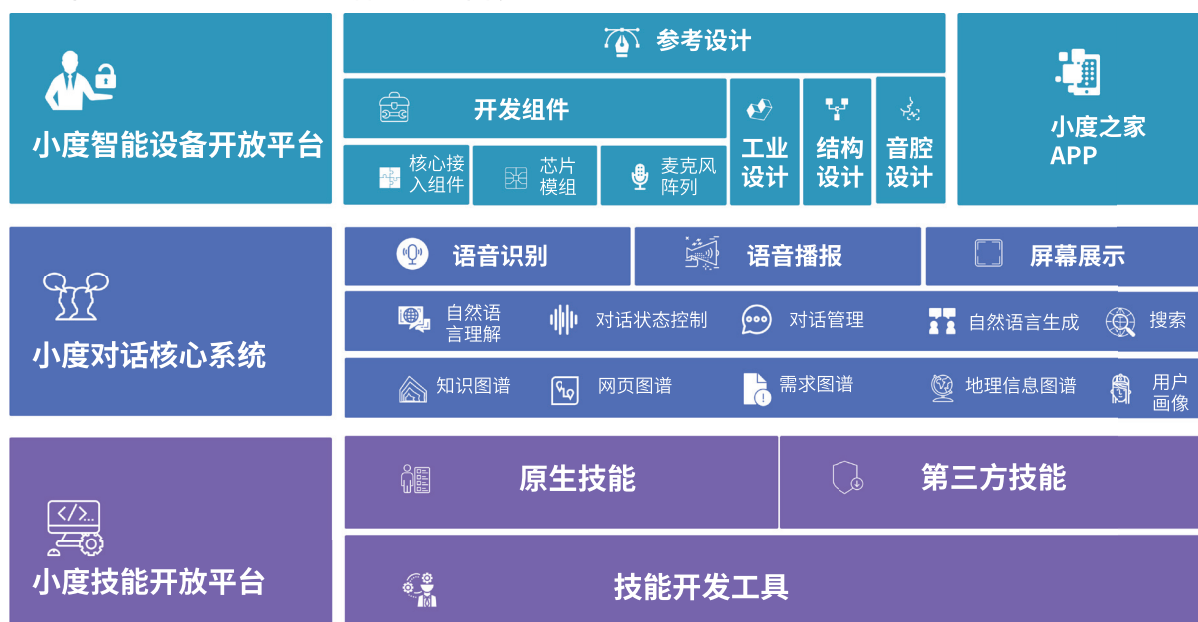 小度智能设备开放平台
参考设计
开发组件
核心接
入组件
芯片
模组
麦克风
阵列
工业
设计
结构
设计
音腔
设计
小度之家
APP
小度对话核心系统
语音识别
语音播报
屏幕展示
自然语
言理解
对话状态控制
对话管理
自然语言生成
搜索
知识图谱
网页图谱
需求图谱
地理信息图谱
用户
画像
小度技能开放平台
原生技能
第三方技能
技能开发工具